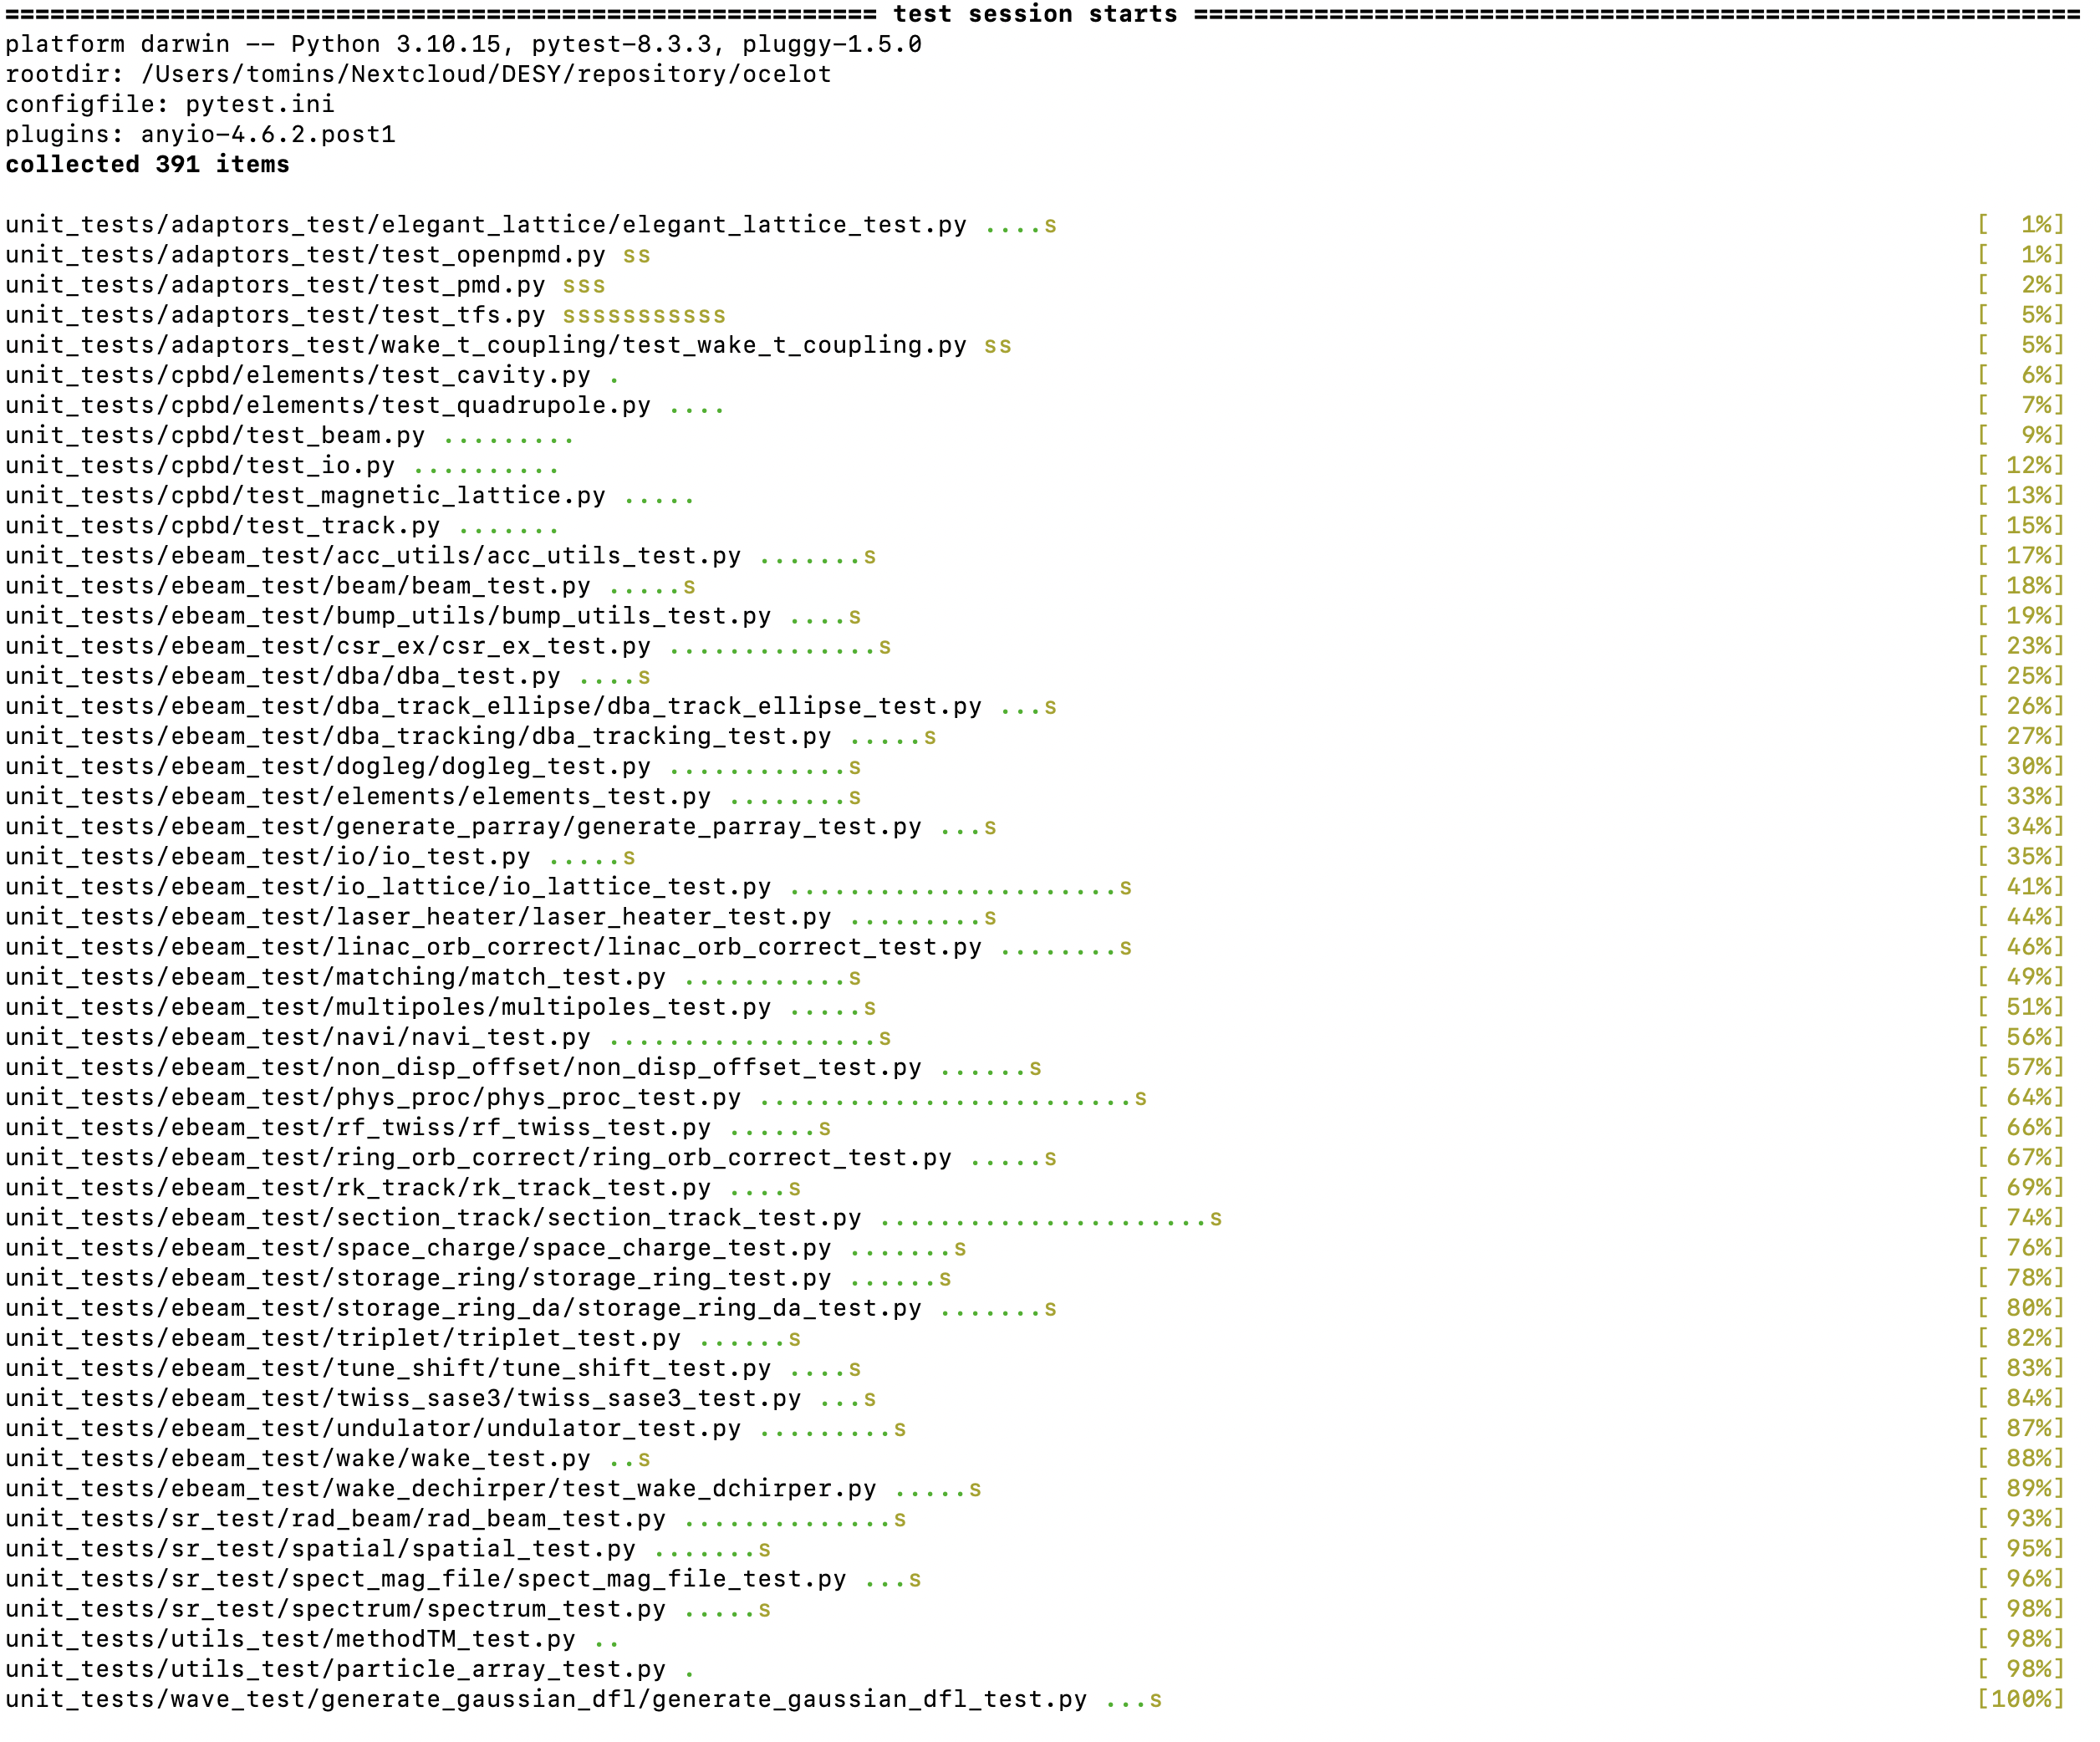 ========================================================== test session starts ===========================================================
platform darwin -- Python 3.10.15, pytest-8.3.3, pluggy-1.5.0
rootdir: /Users/tomins/Nextcloud/DESY/repository/ocelot
configfile: pytest.ini
plugins: anyio-4.6.2.post1
collected 391 items
unit_tests/adaptors_test/elegant_lattice/elegant_lattice_test.py ....s [  1%]
unit_tests/adaptors_test/test_openpmd.py ss [  1%]
unit_tests/adaptors_test/test_pmd.py sss [  2%]
unit_tests/adaptors_test/test_tfs.py sssssssssss [  5%]
unit_tests/adaptors_test/wake_t_coupling/test_wake_t_coupling.py ss [  5%]
unit_tests/cpbd/elements/test_cavity.py . [  6%]
unit_tests/cpbd/elements/test_quadrupole.py .... [  7%]
unit_tests/cpbd/test_beam.py ......... [  9%]
unit_tests/cpbd/test_io.py .......... [ 12%]
unit_tests/cpbd/test_magnetic_lattice.py ..... [ 13%]
unit_tests/cpbd/test_track.py ....... [ 15%]
unit_tests/ebeam_test/acc_utils/acc_utils_test.py .......s [ 17%]
unit_tests/ebeam_test/beam/beam_test.py .....s [ 18%]
unit_tests/ebeam_test/bump_utils/bump_utils_test.py ....s [ 19%]
unit_tests/ebeam_test/csr_ex/csr_ex_test.py ..............s [ 23%]
unit_tests/ebeam_test/dba/dba_test.py ....s [ 25%]
unit_tests/ebeam_test/dba_track_ellipse/dba_track_ellipse_test.py ...s [ 26%]
unit_tests/ebeam_test/dba_tracking/dba_tracking_test.py .....s [ 27%]
unit_tests/ebeam_test/dogleg/dogleg_test.py ............s [ 30%]
unit_tests/ebeam_test/elements/elements_test.py ........s [ 33%]
unit_tests/ebeam_test/generate_parray/generate_parray_test.py ...s [ 34%]
unit_tests/ebeam_test/io/io_test.py .....s [ 35%]
unit_tests/ebeam_test/io_lattice/io_lattice_test.py ......................s [ 41%]
unit_tests/ebeam_test/laser_heater/laser_heater_test.py .........s [ 44%]
unit_tests/ebeam_test/linac_orb_correct/linac_orb_correct_test.py ........s [ 46%]
unit_tests/ebeam_test/matching/match_test.py ...........s [ 49%]
unit_tests/ebeam_test/multipoles/multipoles_test.py .....s [ 51%]
unit_tests/ebeam_test/navi/navi_test.py ..................s [ 56%]
unit_tests/ebeam_test/non_disp_offset/non_disp_offset_test.py ......s [ 57%]
unit_tests/ebeam_test/phys_proc/phys_proc_test.py .........................s [ 64%]
unit_tests/ebeam_test/rf_twiss/rf_twiss_test.py ......s [ 66%]
unit_tests/ebeam_test/ring_orb_correct/ring_orb_correct_test.py .....s [ 67%]
unit_tests/ebeam_test/rk_track/rk_track_test.py ....s [ 69%]
unit_tests/ebeam_test/section_track/section_track_test.py ......................s [ 74%]
unit_tests/ebeam_test/space_charge/space_charge_test.py .......s [ 76%]
unit_tests/ebeam_test/storage_ring/storage_ring_test.py ......s [ 78%]
unit_tests/ebeam_test/storage_ring_da/storage_ring_da_test.py .......s [ 80%]
unit_tests/ebeam_test/triplet/triplet_test.py ......s [ 82%]
unit_tests/ebeam_test/tune_shift/tune_shift_test.py ....s [ 83%]
unit_tests/ebeam_test/twiss_sase3/twiss_sase3_test.py ...s [ 84%]
unit_tests/ebeam_test/undulator/undulator_test.py .........s [ 87%]
unit_tests/ebeam_test/wake/wake_test.py ..s [ 88%]
unit_tests/ebeam_test/wake_dechirper/test_wake_dchirper.py .....s [ 89%]
unit_tests/sr_test/rad_beam/rad_beam_test.py ..............s [ 93%]
unit_tests/sr_test/spatial/spatial_test.py .......s [ 95%]
unit_tests/sr_test/spect_mag_file/spect_mag_file_test.py ...s [ 96%]
unit_tests/sr_test/spectrum/spectrum_test.py .....s [ 98%]
unit_tests/utils_test/methodTM_test.py .. [ 98%]
unit_tests/utils_test/particle_array_test.py . [ 98%]
unit_tests/wave_test/generate_gaussian_dfl/generate_gaussian_dfl_test.py ...s [100%]